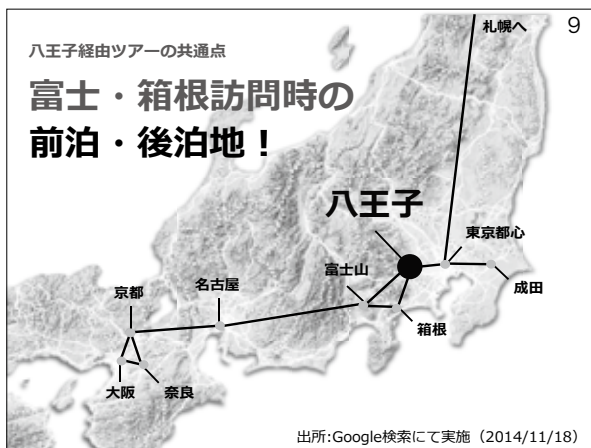 9
八王子経由ツアーの共通点
富士・箱根訪問時の
前泊・後泊地！
札幌へ
八王子
東京都心
富士山
成田
名古屋
京都
箱根
大阪
奈良
出所:Google検索にて実施（2014/11/18）